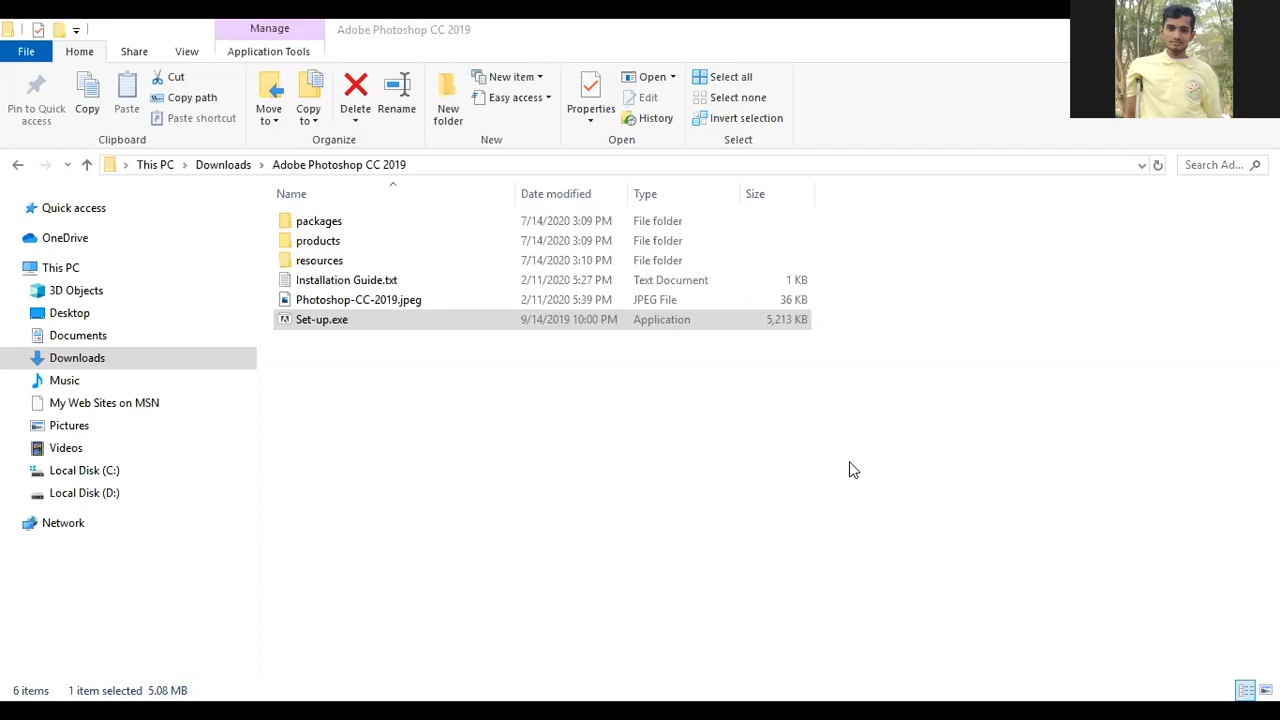 Manage
Adobe Photoshop CC 2019
File
Home
Share
View
Application Tools
Pin to Quick access
Copy
Paste
Cut
Copy path
Paste shortcut
Clipboard
Move to
Copy to
Delete
Rename
Organize
New folder
New item
Easy access
New
Properties
Open
Edit
History
Open
Select all
Select none
Invert selection
Select
This PC
Downloads
Adobe Photoshop CC 2019
Search Ad...
Name Date modified Type Size
packages 7/14/2020 3:09 PM File folder
products 7/14/2020 3:09 PM File folder
resources 7/14/2020 3:10 PM File folder
Installation Guide.txt 2/11/2020 5:27 PM Text Document 1 KB
Photoshop-CC-2019.jpeg 2/11/2020 5:39 PM JPEG File 36 KB
Set-up.exe 9/14/2019 10:00 PM Application 5,213 KB
Quick access
OneDrive
This PC
3D Objects
Desktop
Documents
Downloads
Music
My Web Sites on MSN
Pictures
Videos
Local Disk (C:)
Local Disk (D:)
Network
6 items 1 item selected 5.08 MB